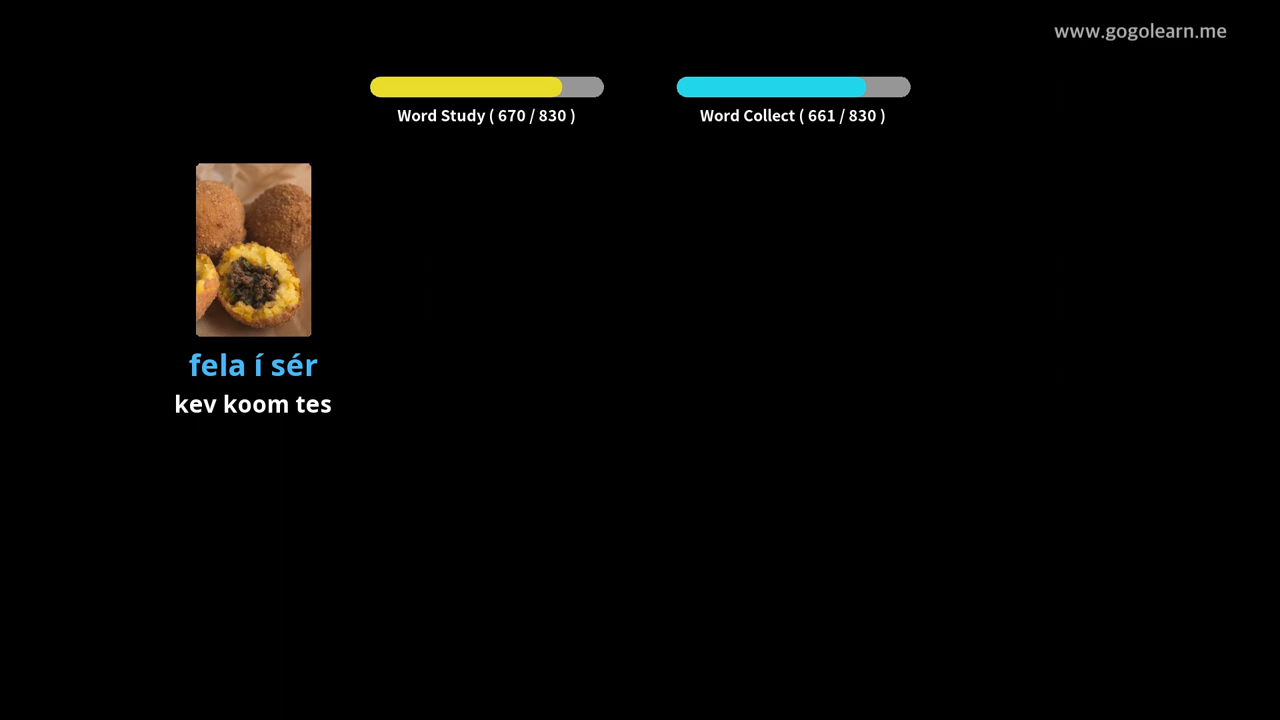 www.gogolearn.me
Word Study ( 670 / 830 )
Word Collect ( 661 / 830 )
fela í sér
kev koom tes